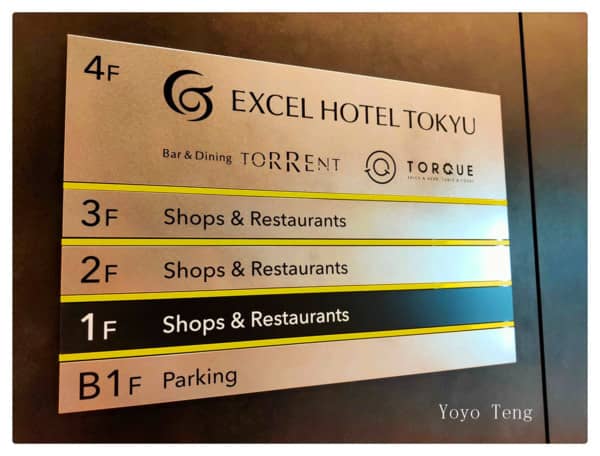 4F
EXCEL HOTEL TOKYU
Bar & Dining TORRENT TORQUE
3F Shops & Restaurants
2F Shops & Restaurants
1F Shops & Restaurants
B1F Parking
Yoyo Teng